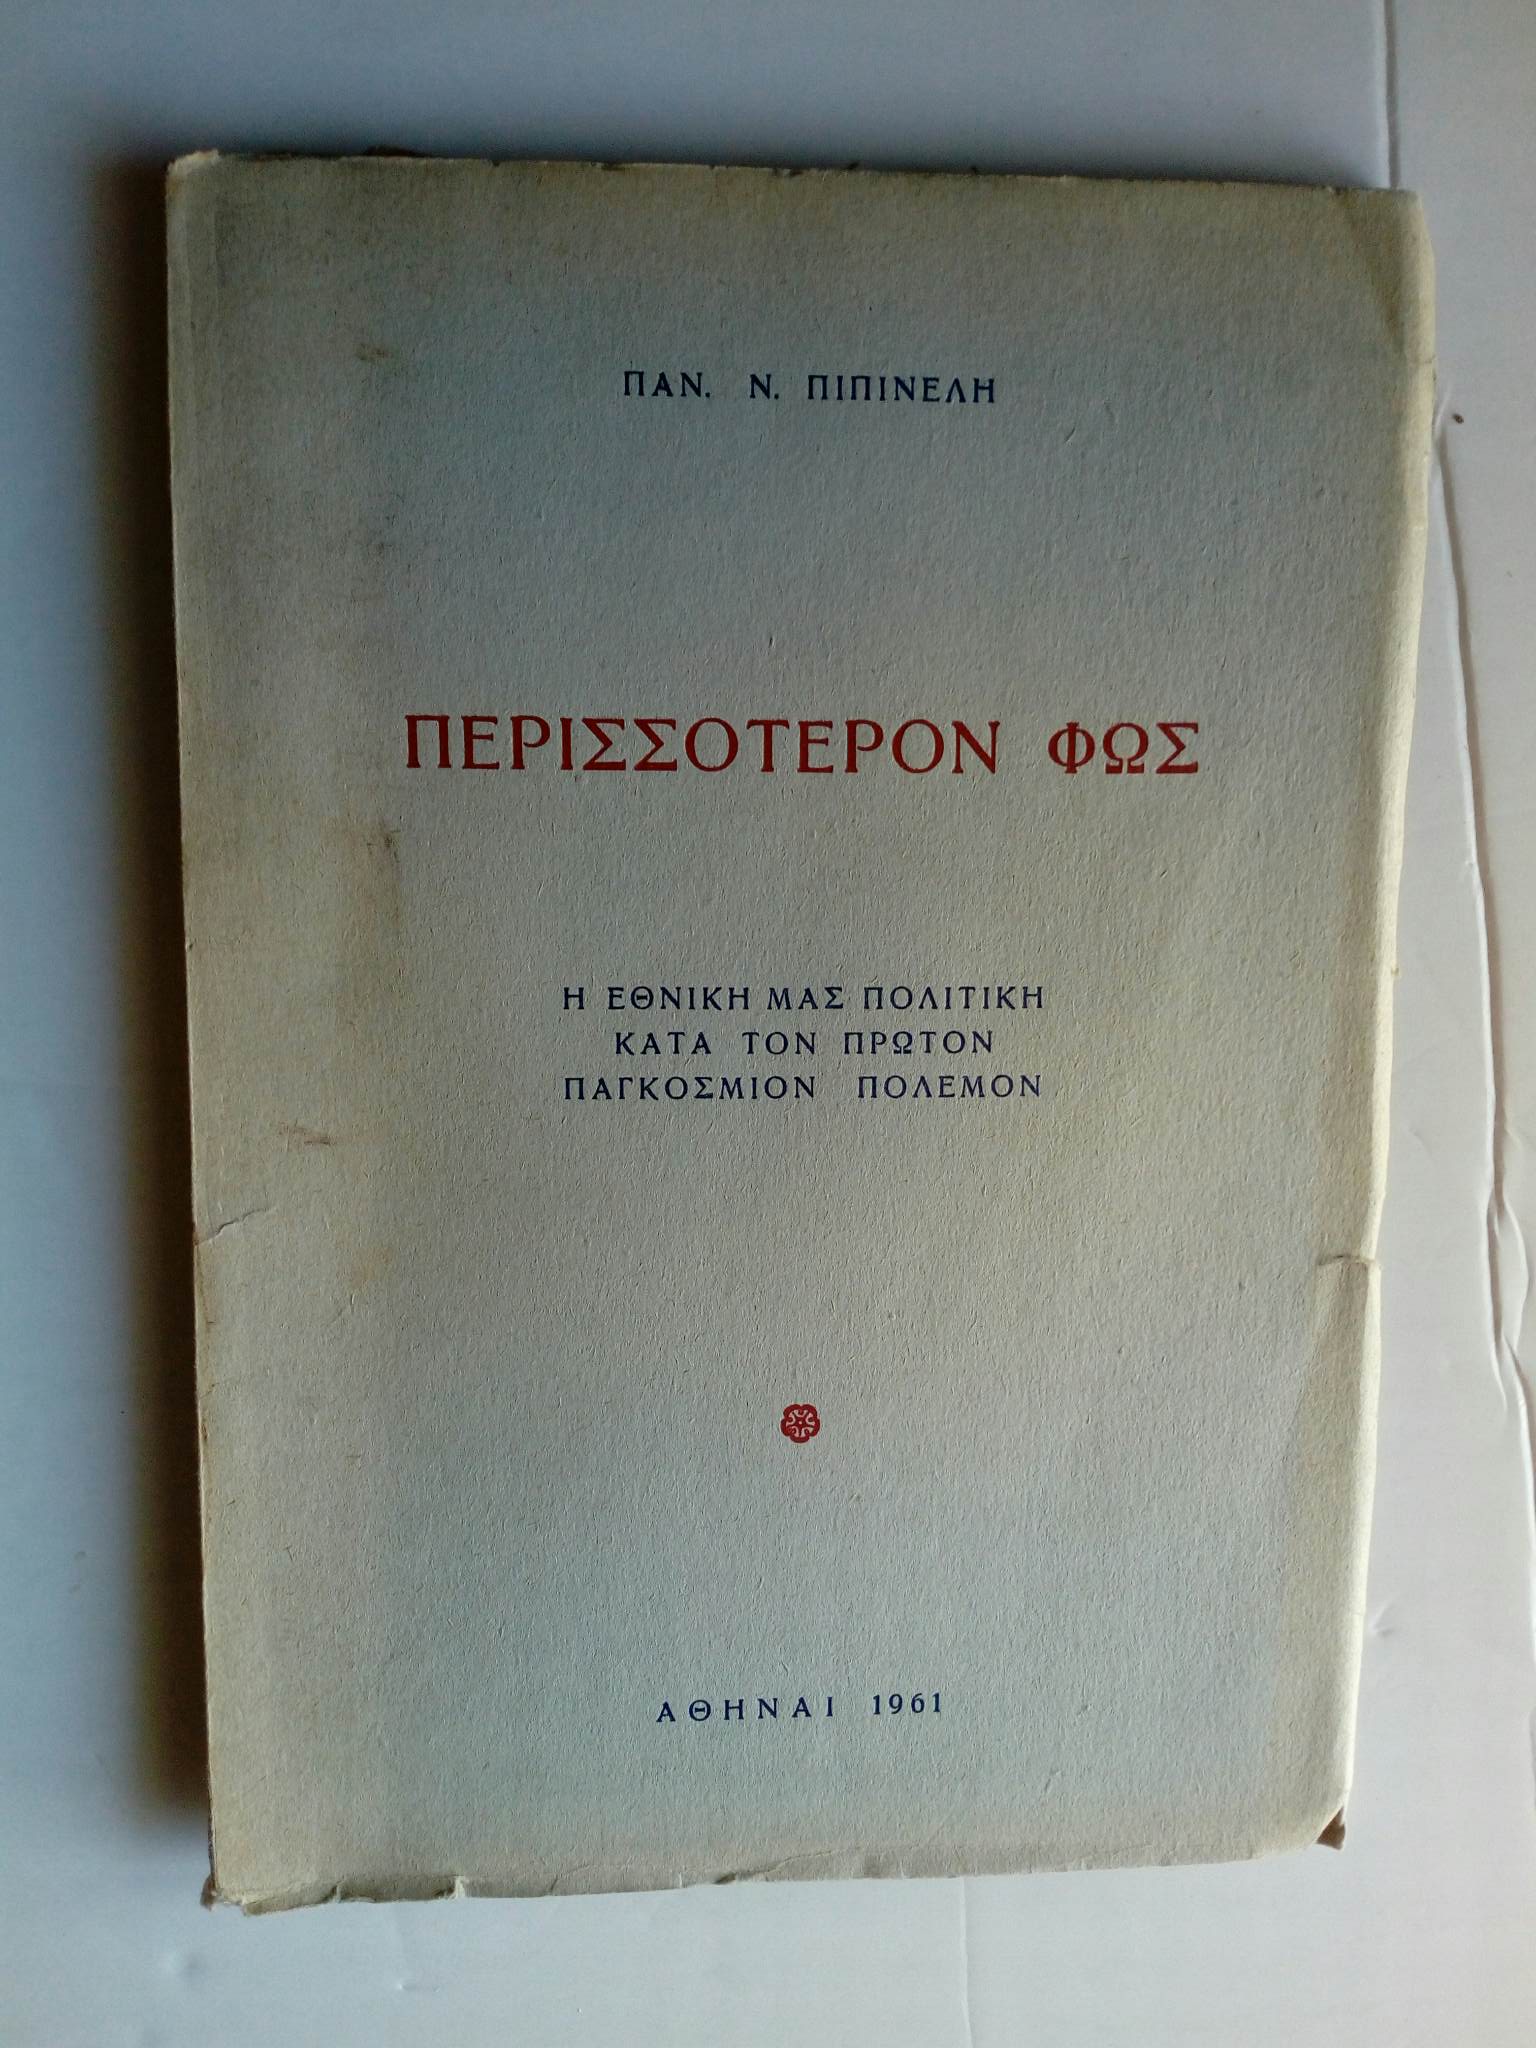 ΠΑΝ. Ν. ΠΙΠΙΝΕΛΗ
ΠΕΡΙΣΣΟΤΕΡΟΝ ΦΩΣ
Η ΕΘΝΙΚΗ ΜΑΣ ΠΟΛΙΤΙΚΗ
ΚΑΤΑ ΤΟΝ ΠΡΩΤΟΝ
ΠΑΓΚΟΣΜΙΟΝ ΠΟΛΕΜΟΝ
ΑΘΗΝΑΙ 1961